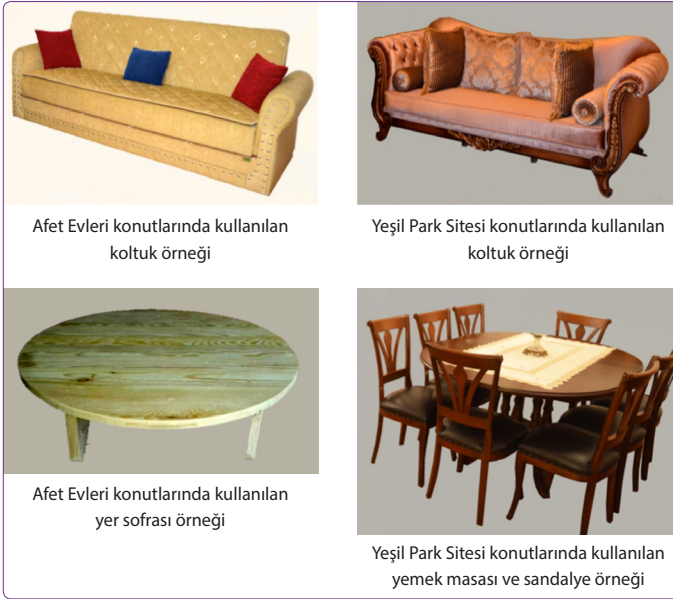 Afet Evleri konutlarında kullanılan
koltuk örneği
Yeşil Park Sitesi konutlarında kullanılan
koltuk örneği
Afet Evleri konutlarında kullanılan
yer sofrası örneği
Yeşil Park Sitesi konutlarında kullanılan
yemek masası ve sandalye örneği